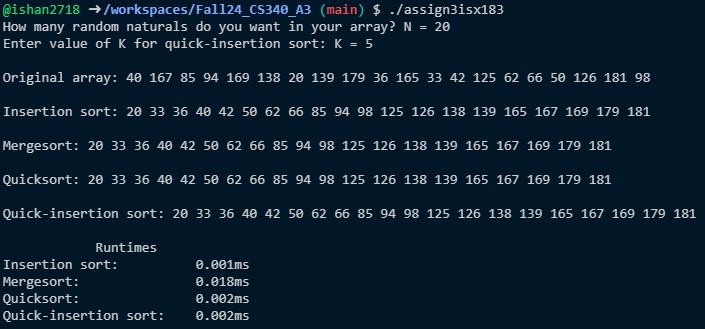 @ishan2718 ➜ /workspaces/Fall24_CS340_A3 (main) $ ./assign3isx183
How many random naturals do you want in your array? N = 20
Enter value of K for quick-insertion sort: K = 5
Original array: 40 167 85 94 169 138 20 139 179 36 165 33 42 125 62 66 50 126 181 98
Insertion sort: 20 33 36 40 42 50 62 66 85 94 98 125 126 138 139 165 167 169 179 181
Mergesort: 20 33 36 40 42 50 62 66 85 94 98 125 126 138 139 165 167 169 179 181
Quicksort: 20 33 36 40 42 50 62 66 85 94 98 125 126 138 139 165 167 169 179 181
Quick-insertion sort: 20 33 36 40 42 50 62 66 85 94 98 125 126 138 139 165 167 169 179 181
Runtimes
Insertion sort: 0.001ms
Mergesort: 0.018ms
Quicksort: 0.002ms
Quick-insertion sort: 0.002ms